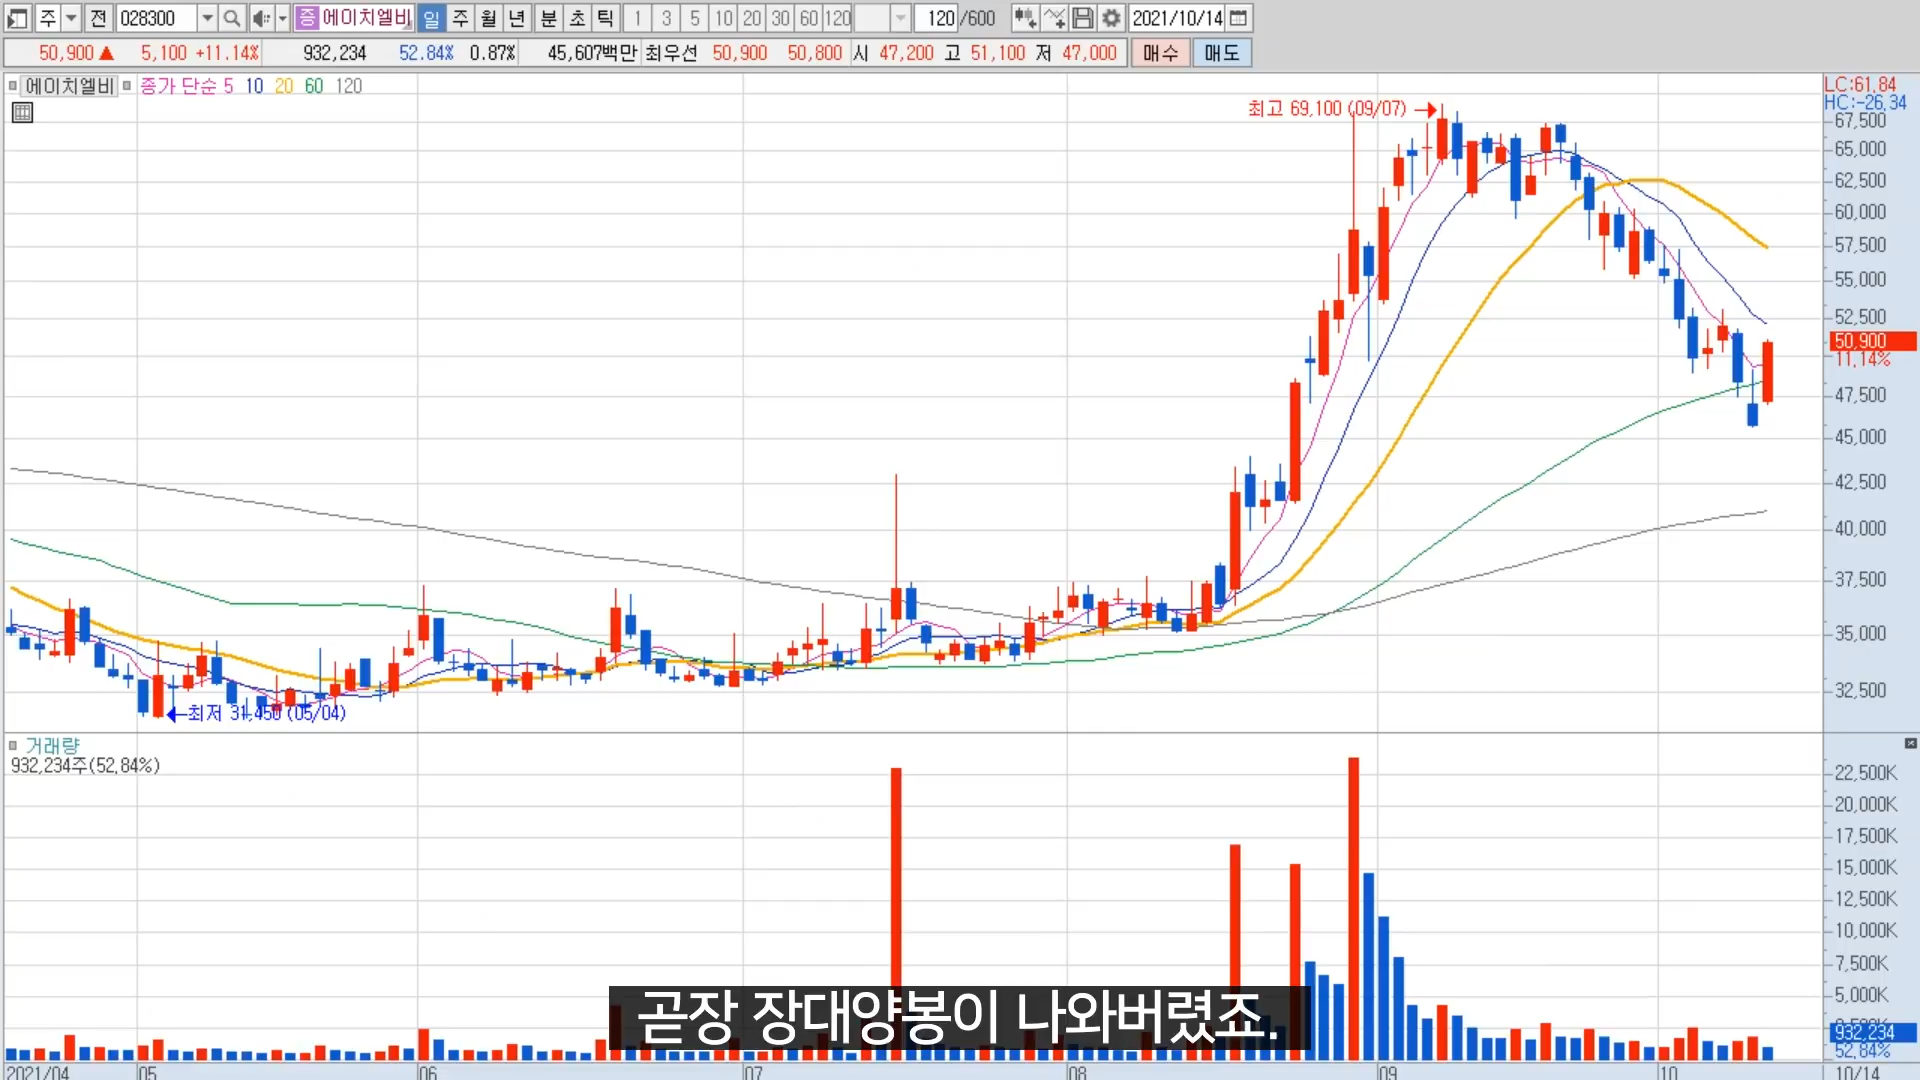 주 전 028300 증 에이치엘비 일 주 월 년 분 초 틱 1 3 5 10 20 30 60 120 120 /600 2021/10/14
50,900 ▲ 5,100 +11.14% 932,234 52.84% 0.87% 45,607백만 최우선 50,900 50,800 시 47,200 고 51,100 저 47,000 매수 매도
에이치엘비 종가 단순 5 10 20 60 120
LC:61.84
HC:-26.34
최고 69,100 (09/07)
67,500
65,000
62,500
60,000
57,500
55,000
52,500
50,900
11.14%
47,500
45,000
42,500
40,000
37,500
35,000
32,500
최저 31,450 (05/04)
거래량
932,234주(52.84%)
22,500K
20,000K
17,500K
15,000K
12,500K
10,000K
7,500K
5,000K
932,234
52.84%
곧장 장대양봉이 나와버렸죠.
2021/04 05 06 07 08 09 10 10/14